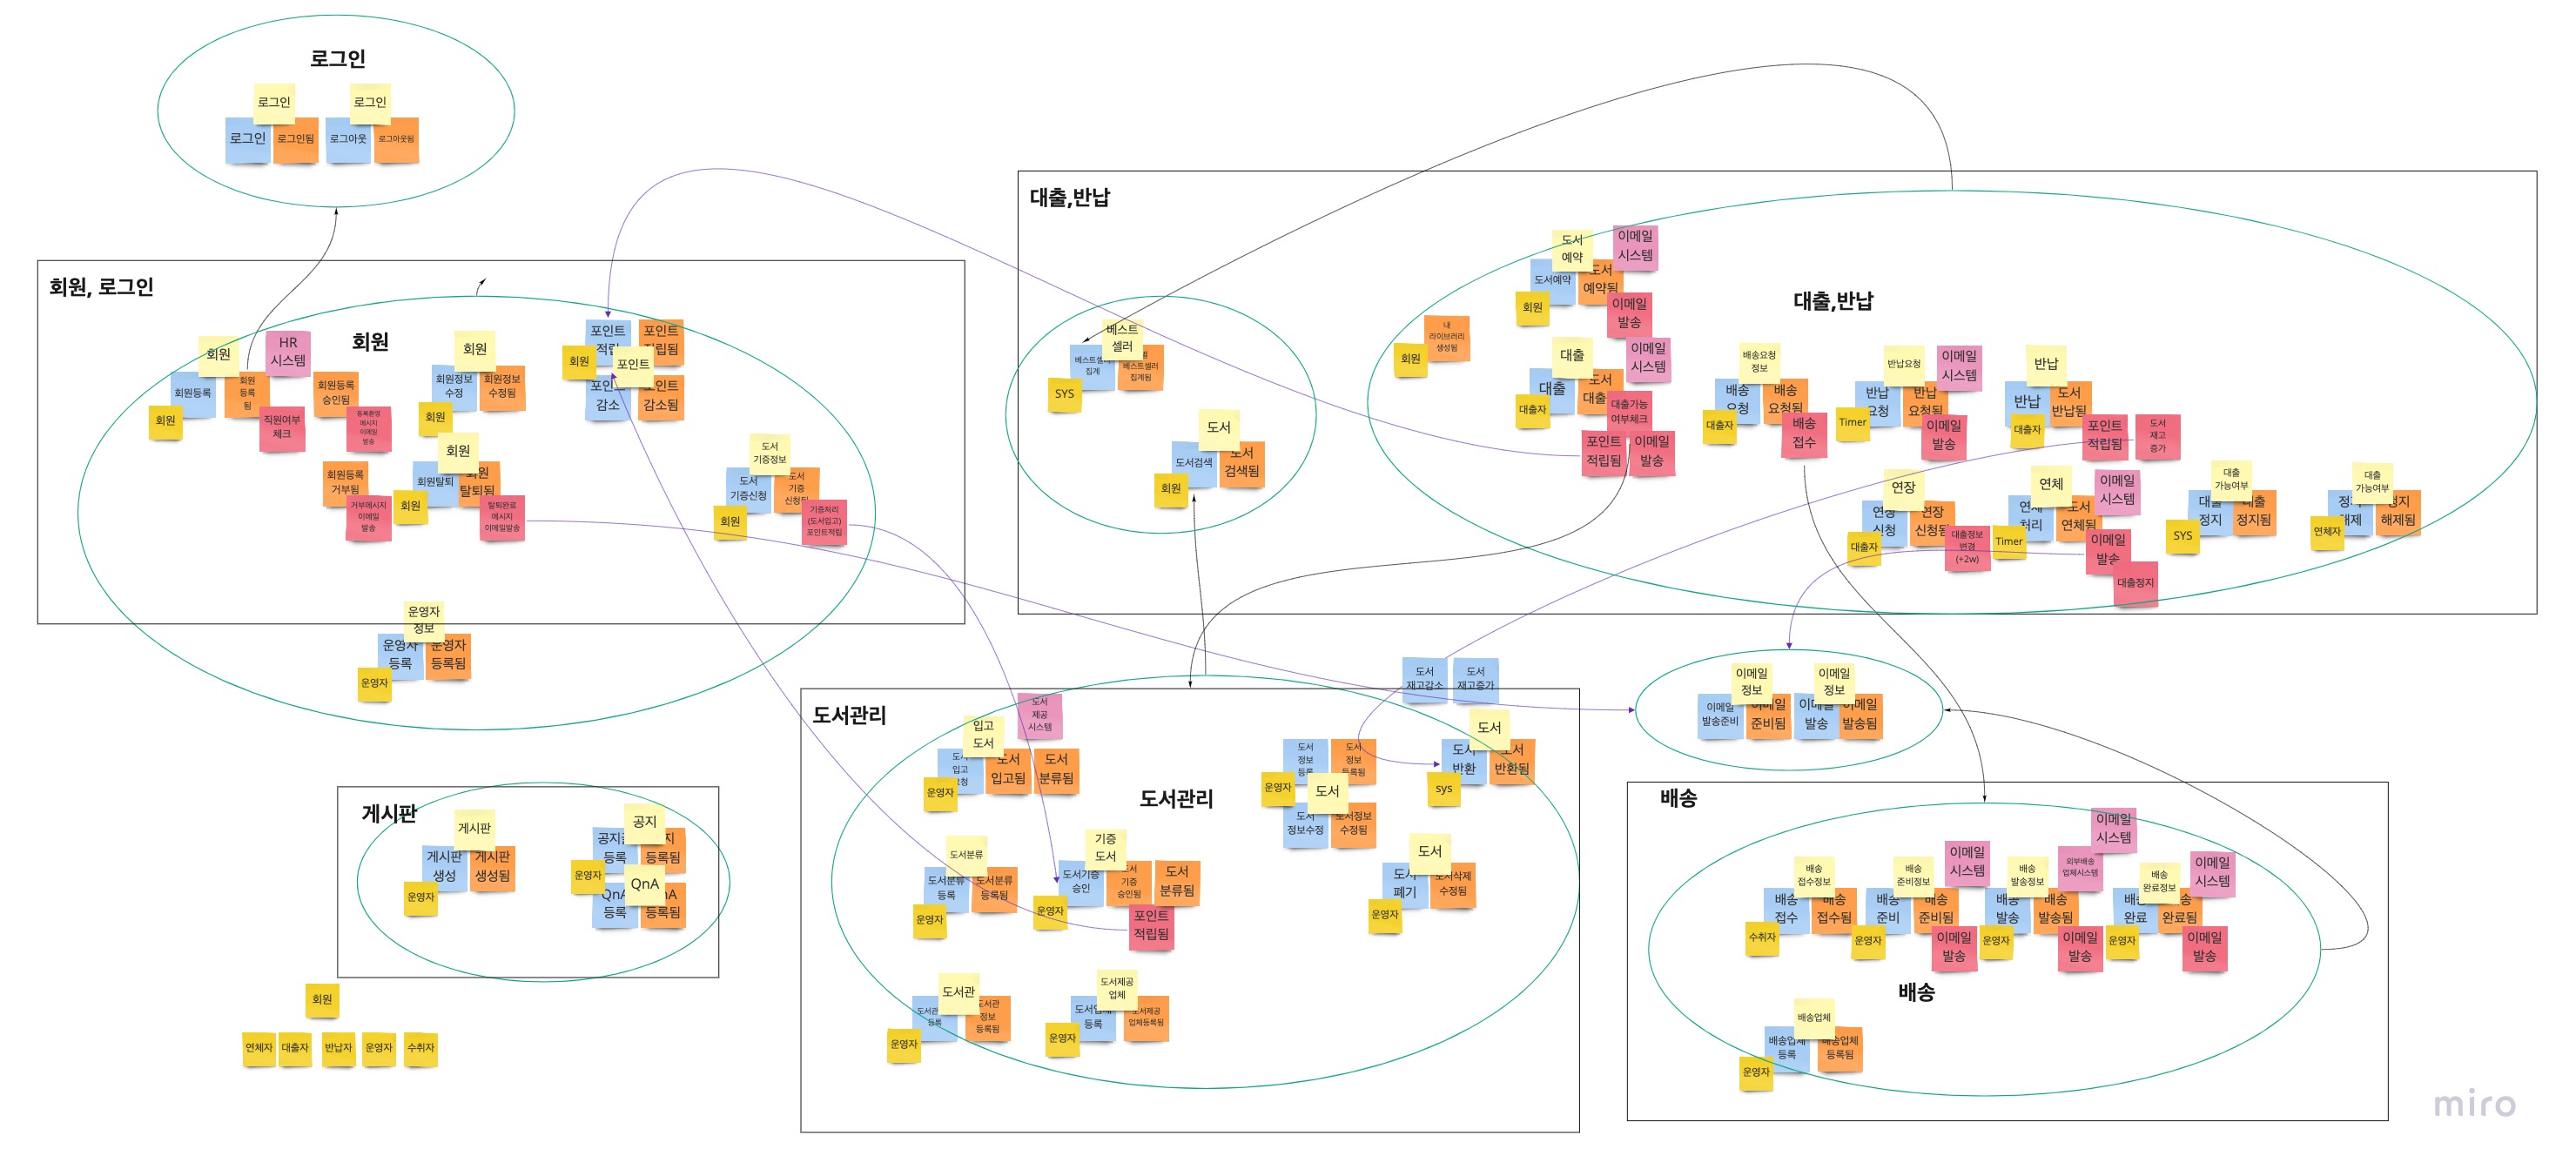 로그인
로그인
로그인
로그인
로그인됨
로그아웃
로그아웃됨
회원, 로그인
회원
회원
HR
시스템
회원등록
회원
등록
됨
회원등록
승인됨
회원
직원여부
체크
등록환영
메시지
이메일
발송
회원등록
거부됨
거부메시지
이메일
발송
회원
회원정보
수정
회원정보
수정됨
회원
회원
회원탈퇴
회원
탈퇴됨
회원
탈퇴완료
메시지
이메일발송
포인트
포인트
적립됨
회원
포인트
포인트
감소
포인트
감소됨
도서
기증정보
도서
기증신청
도서
기증
신청됨
회원
기증처리
(도서입고)
포인트적립
운영자
정보
운영자
등록
운영자
등록됨
운영자
게시판
게시판
게시판
생성
게시판
생성됨
운영자
공지
등록
등록됨
운영자
QnA
QnA
등록
등록됨
회원
연체자
대출자
반납자
운영자
수취자
대출,반납
베스트
셀러
집계
베스트셀러
집계됨
SYS
도서
도서검색
도서
검색됨
회원
대출,반납
내
라이브러리
생성됨
회원
도서
예약
이메일
시스템
도서예약
도서
예약됨
회원
이메일
발송
대출
이메일
시스템
대출
도서
대출
대출자
대출가능
여부체크
포인트
적립됨
이메일
발송
배송요청
정보
배송
요청
배송
요청됨
대출자
배송
접수
반납요청
이메일
시스템
반납
요청
반납
요청됨
Timer
이메일
발송
반납
반납
도서
반납됨
대출자
포인트
적립됨
도서
재고
증가
연장
연장
신청
연장
신청됨
대출자
대출정보
변경
(+2w)
연체
이메일
시스템
연체
처리
도서
연체됨
Timer
이메일
발송
대출정지
대출
가능여부
대출
정지
대출
정지됨
SYS
대출
가능여부
해제
정지
해제됨
연체자
이메일
정보
이메일
발송준비
이메일
준비됨
이메일
정보
이메일
발송
이메일
발송됨
도서
재고감소
도서
재고증가
도서관리
도서관리
입고
도서
도서
제공
시스템
도서
입고
도서
입고됨
도서
분류됨
운영자
도서분류
도서분류
등록
도서분류
등록됨
운영자
기증
도서
도서기증
승인
도서
기증
승인됨
도서
분류됨
운영자
포인트
적립됨
도서
정보
등록
도서
정보
등록됨
운영자
도서
도서
정보수정
도서정보
수정됨
도서
도서
반환
도서
반환됨
sys
도서
도서
폐기
도서삭제
수정됨
운영자
도서관
등록
도서관
정보
등록됨
운영자
도서제공
업체
도서업체
등록
도서제공
업체등록됨
운영자
배송
배송
배송
접수정보
배송
접수
배송
접수됨
수취자
배송
준비정보
이메일
시스템
배송
준비
배송
준비됨
운영자
이메일
발송
배송
발송정보
외부배송
업체시스템
이메일
시스템
배송
발송
배송
발송됨
운영자
이메일
발송
배송
완료정보
이메일
시스템
배송
완료
배송
완료됨
운영자
이메일
발송
배송업체
배송업체
등록
배송업체
등록됨
운영자
miro